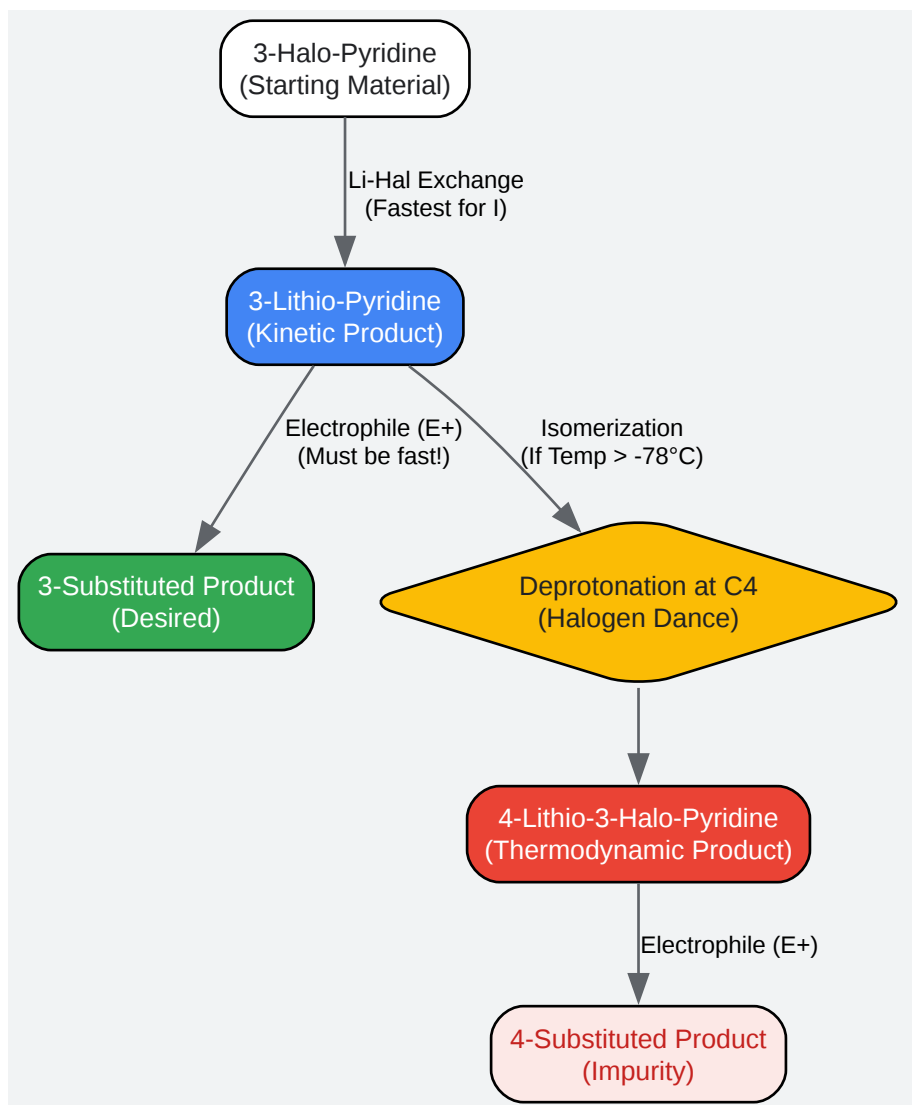 3-Halo-Pyridine
(Starting Material)
Li-Hal Exchange
(Fastest for I)
3-Lithio-Pyridine
(Kinetic Product)
Electrophile (E+)
(Must be fast!)
Isomerization
(If Temp > -78°C)
3-Substituted Product
(Desired)
Deprotonation at C4
(Halogen Dance)
4-Lithio-3-Halo-Pyridine
(Thermodynamic Product)
Electrophile (E+)
4-Substituted Product
(Impurity)